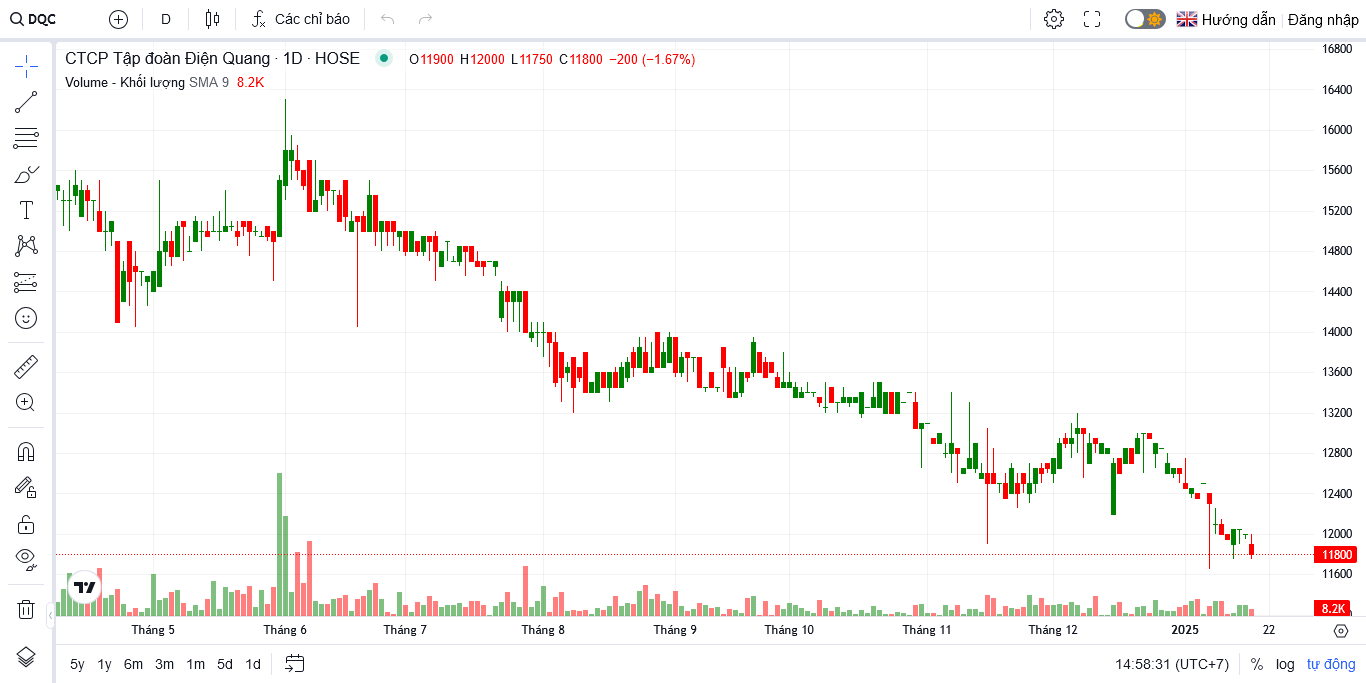 DQC D Các chỉ báo Hướng dẫn Đăng nhập
CTCP Tập đoàn Điện Quang · 1D · HOSE O11900 H12000 L11750 C11800 −200 (−1.67%)
Volume - Khối lượng SMA 9 8.2K
16800
16400
16000
15600
15200
14800
14400
14000
13600
13200
12800
12400
12000
11800
11600
8.2K
Tháng 5 Tháng 6 Tháng 7 Tháng 8 Tháng 9 Tháng 10 Tháng 11 Tháng 12 2025 22
5y 1y 6m 3m 1m 5d 1d 14:58:31 (UTC+7) % log tự động